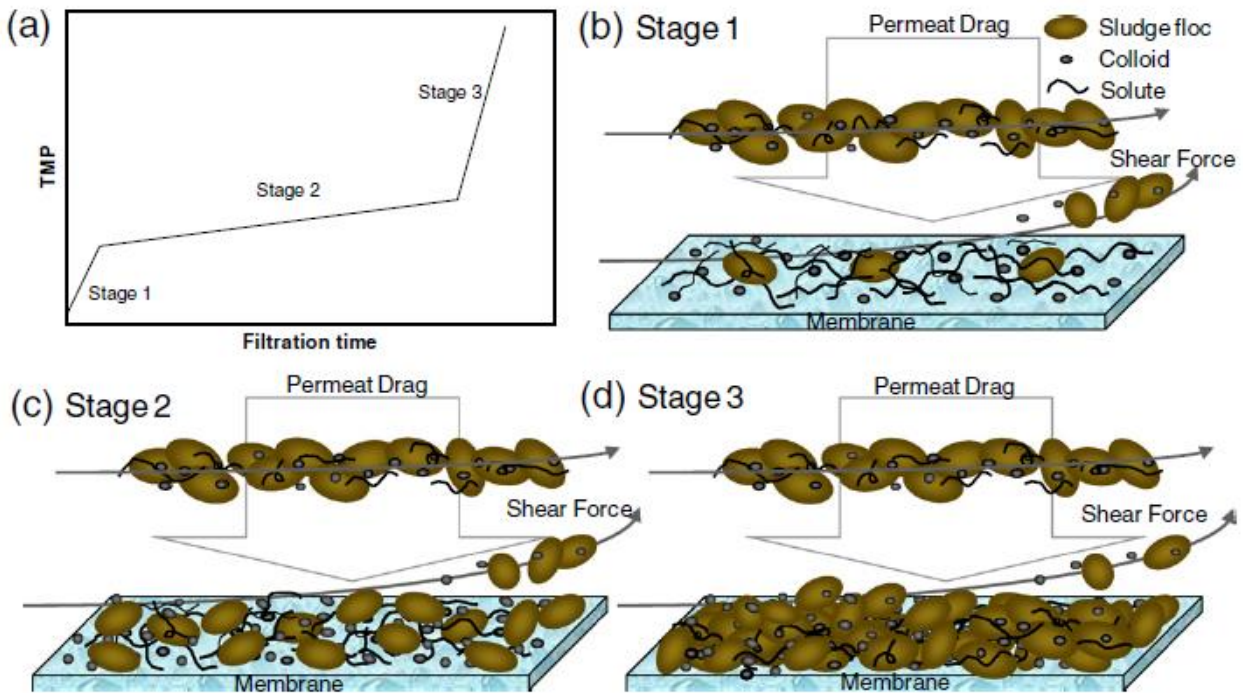 (a)
TMP
Stage 1
Stage 2
Stage 3
Filtration time
(b) Stage 1
Permeat Drag
Sludge floc
Colloid
Solute
Shear Force
Membrane
(c) Stage 2
Permeat Drag
Shear Force
Membrane
(d) Stage 3
Permeat Drag
Shear Force
Membrane